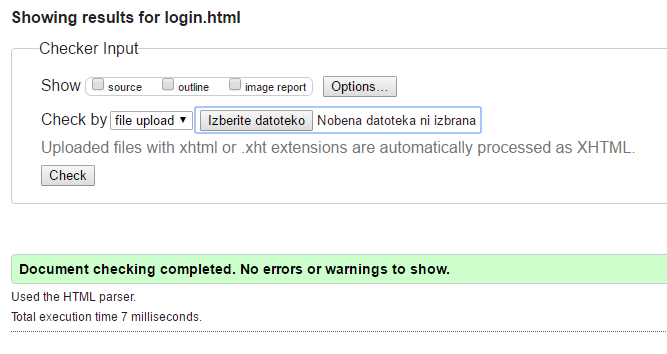 Showing results for login.html
Checker Input
Show source outline image report Options...
Check by file upload Izberite datoteko Nobena datoteka ni izbrana
Uploaded files with xhtml or .xht extensions are automatically processed as XHTML.
Check
Document checking completed. No errors or warnings to show.
Used the HTML parser.
Total execution time 7 milliseconds.